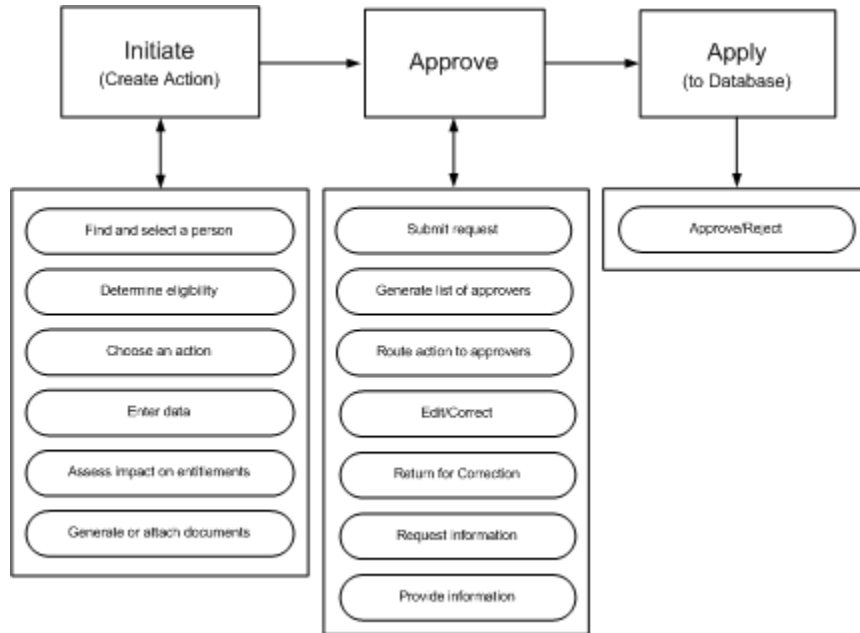 Initiate
(Create Action)
Approve
Apply
(to Database)
Find and select a person
Determine eligibility
Choose an action
Enter data
Assess impact on entitlements
Generate or attach documents
Submit request
Generate list of approvers
Route action to approvers
Edit/Correct
Return for Correction
Request information
Provide information
Approve/Reject